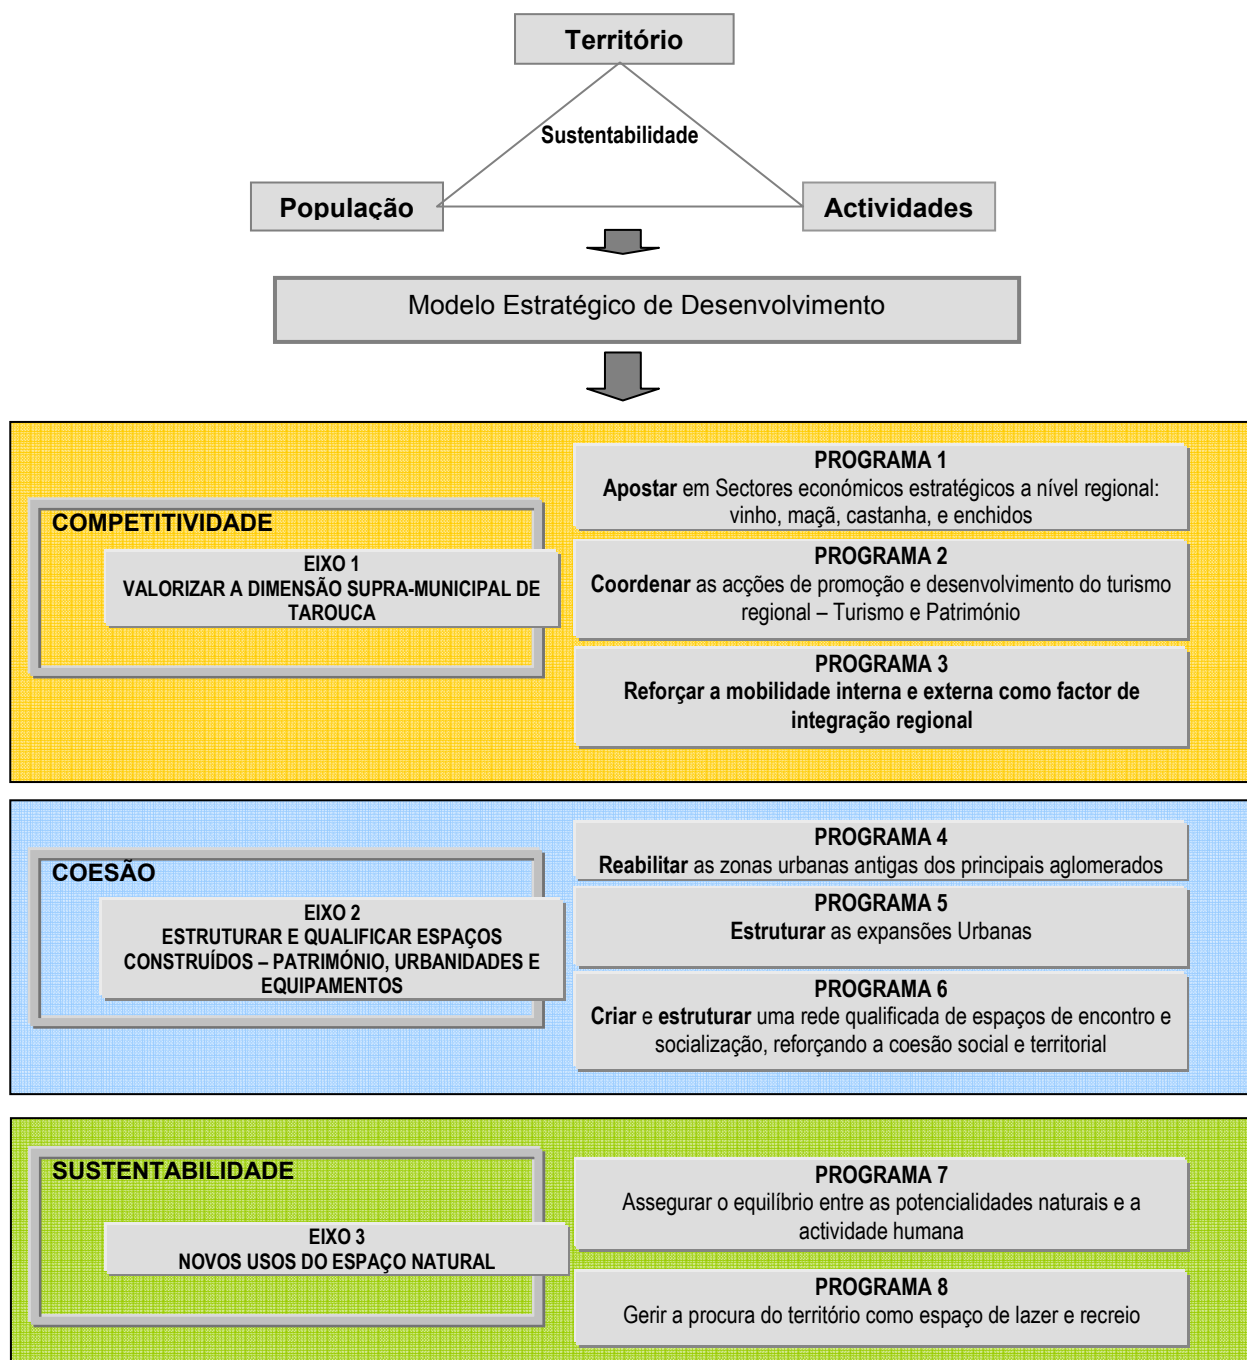 Território
Sustentabilidade
População
Actividades
Modelo Estratégico de Desenvolvimento
COMPETITIVIDADE
EIXO 1
VALORIZAR A DIMENSÃO SUPRA-MUNICIPAL DE
TAROUCA
PROGRAMA 1
Apostar em Sectores económicos estratégicos a nível regional:
vinho, maçã, castanha, e enchidos
PROGRAMA 2
Coordenar as acções de promoção e desenvolvimento do turismo
regional – Turismo e Património
PROGRAMA 3
Reforçar a mobilidade interna e externa como factor de
integração regional
COESÃO
EIXO 2
ESTRUTURAR E QUALIFICAR ESPAÇOS
CONSTRUÍDOS – PATRIMÓNIO, URBANIDADES E
EQUIPAMENTOS
PROGRAMA 4
Reabilitar as zonas urbanas antigas dos principais aglomerados
PROGRAMA 5
Estruturar as expansões Urbanas
PROGRAMA 6
Criar e estruturar uma rede qualificada de espaços de encontro e
socialização, reforçando a coesão social e territorial
SUSTENTABILIDADE
EIXO 3
NOVOS USOS DO ESPAÇO NATURAL
PROGRAMA 7
Assegurar o equilíbrio entre as potencialidades naturais e a
actividade humana
PROGRAMA 8
Gerir a procura do território como espaço de lazer e recreio